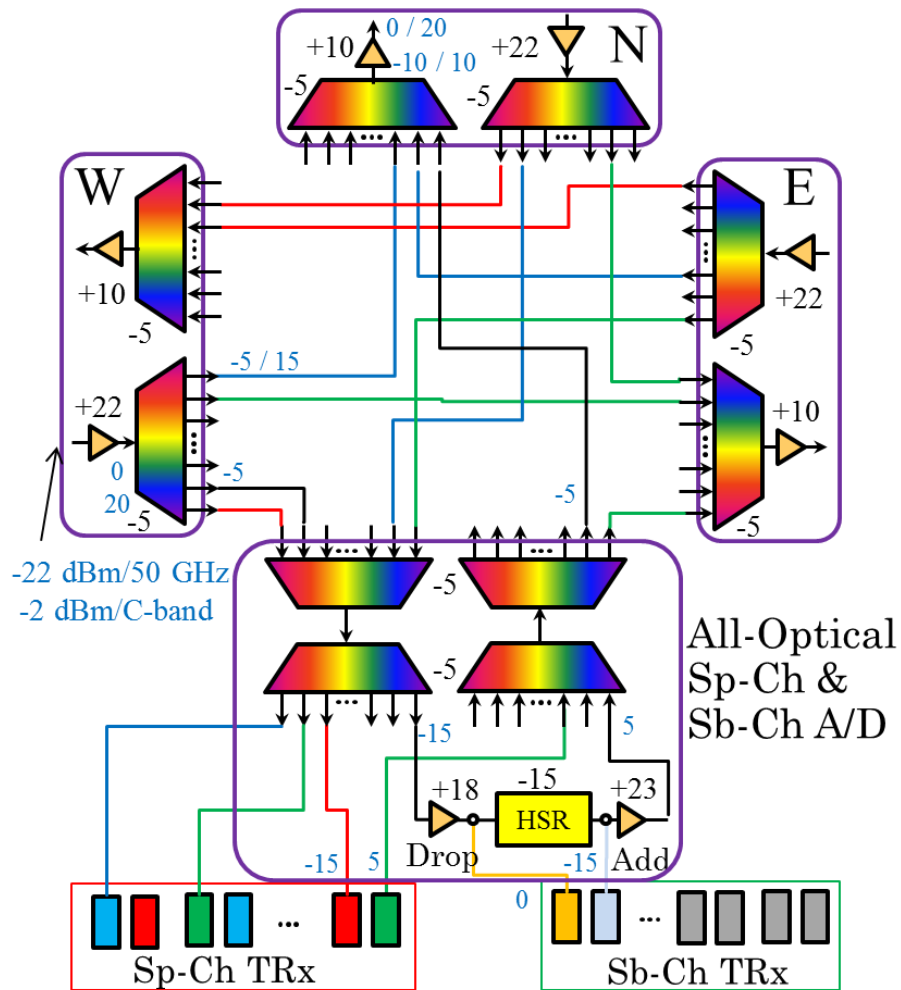 0 / 20
+10
-10 / 10
-5
+22
-5
N
W
+10
-5
E
+22
-5
-5 / 15
+22
0
20
-5
-5
+10
-5
-5
-22 dBm/50 GHz
-2 dBm/C-band
...
-5
-5
All-Optical
Sp-Ch &
Sb-Ch A/D
-15
5
+18
-15
+23
HSR
Drop
Add
-15
5
-15
0
...
...
Sp-Ch TRx
Sb-Ch TRx